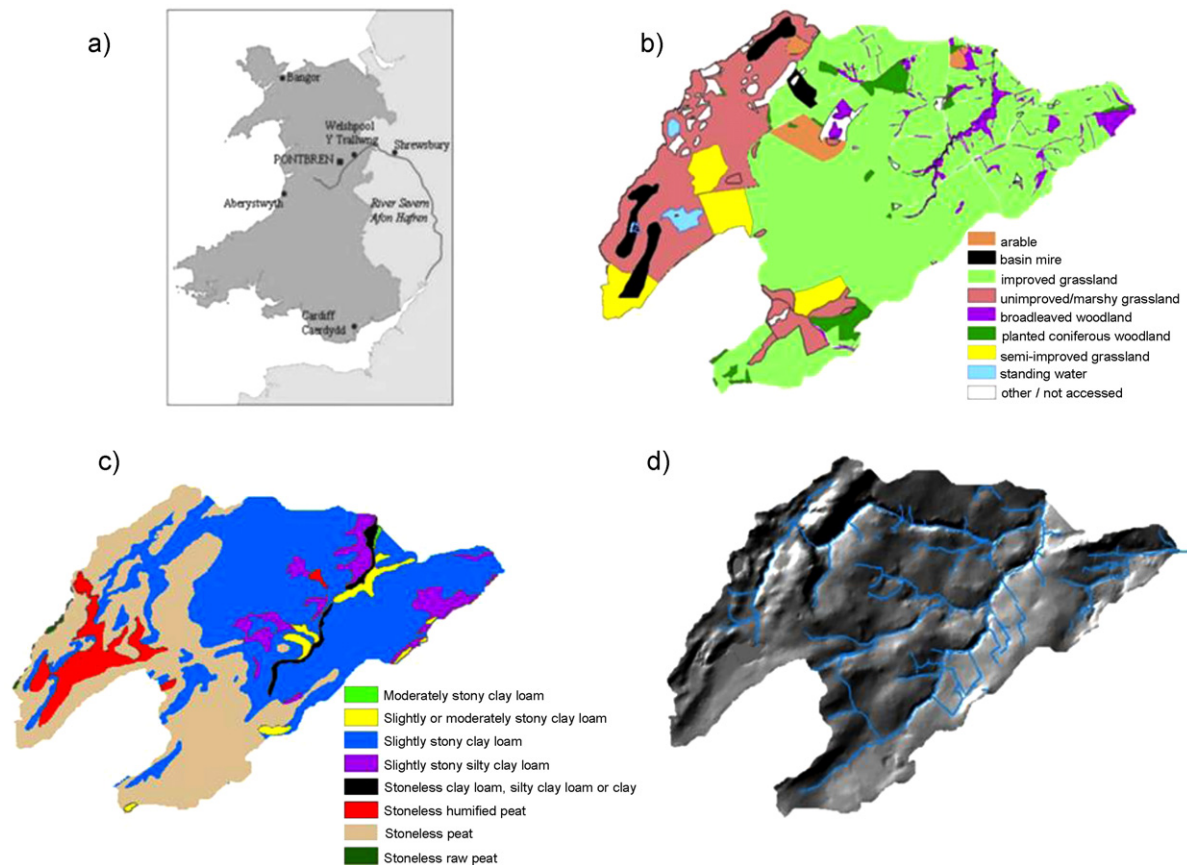 a)
Bangor
Welshpool
Y Trallwng
Shrewsbury
PONTBREN
Aberystwyth
River Severn
Afon Hafren
Cardiff
Caerdydd
b)
arable
basin mire
improved grassland
unimproved/marshy grassland
broadleaved woodland
planted coniferous woodland
semi-improved grassland
standing water
other / not accessed
c)
Moderately stony clay loam
Slightly or moderately stony clay loam
Slightly stony clay loam
Slightly stony silty clay loam
Stoneless clay loam, silty clay loam or clay
Stoneless humified peat
Stoneless peat
Stoneless raw peat
d)